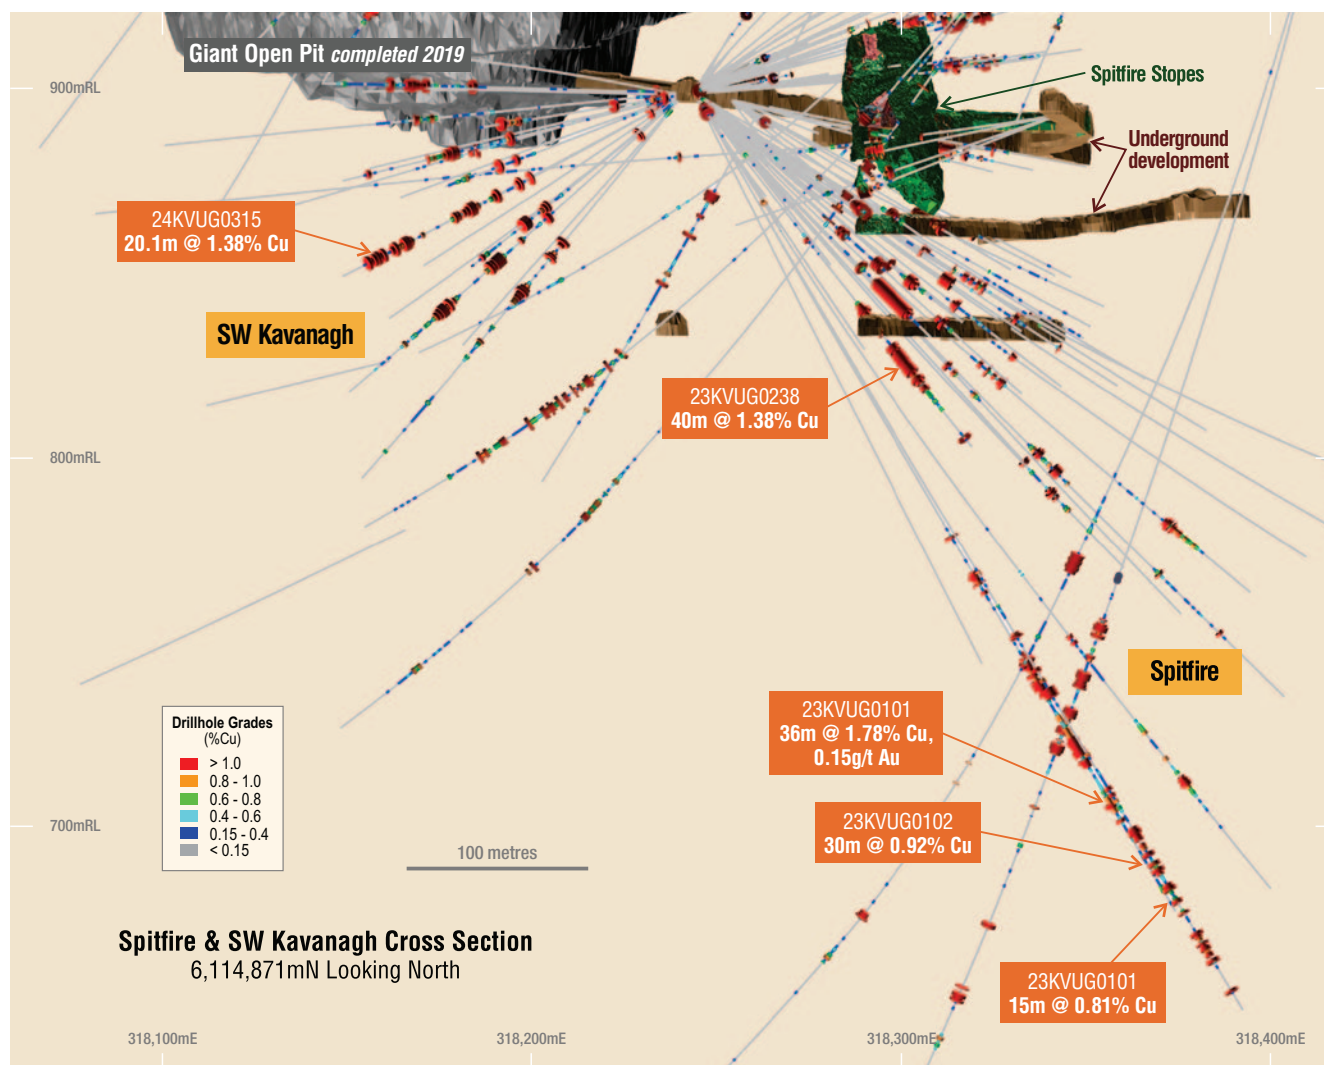 Giant Open Pit completed 2019
900mRL
Spitfire Stopes
Underground
development
24KVUG0315
20.1m @ 1.38% Cu
SW Kavanagh
23KVUG0238
40m @ 1.38% Cu
800mRL
Spitfire
23KVUG0101
36m @ 1.78% Cu,
0.15g/t Au
Drillhole Grades
(%Cu)
> 1.0
0.8 - 1.0
0.6 - 0.8
0.4 - 0.6
0.15 - 0.4
< 0.15
700mRL
23KVUG0102
30m @ 0.92% Cu
100 metres
Spitfire & SW Kavanagh Cross Section
6,114,871mN Looking North
23KVUG0101
15m @ 0.81% Cu
318,100mE
318,200mE
318,300mE
318,400mE